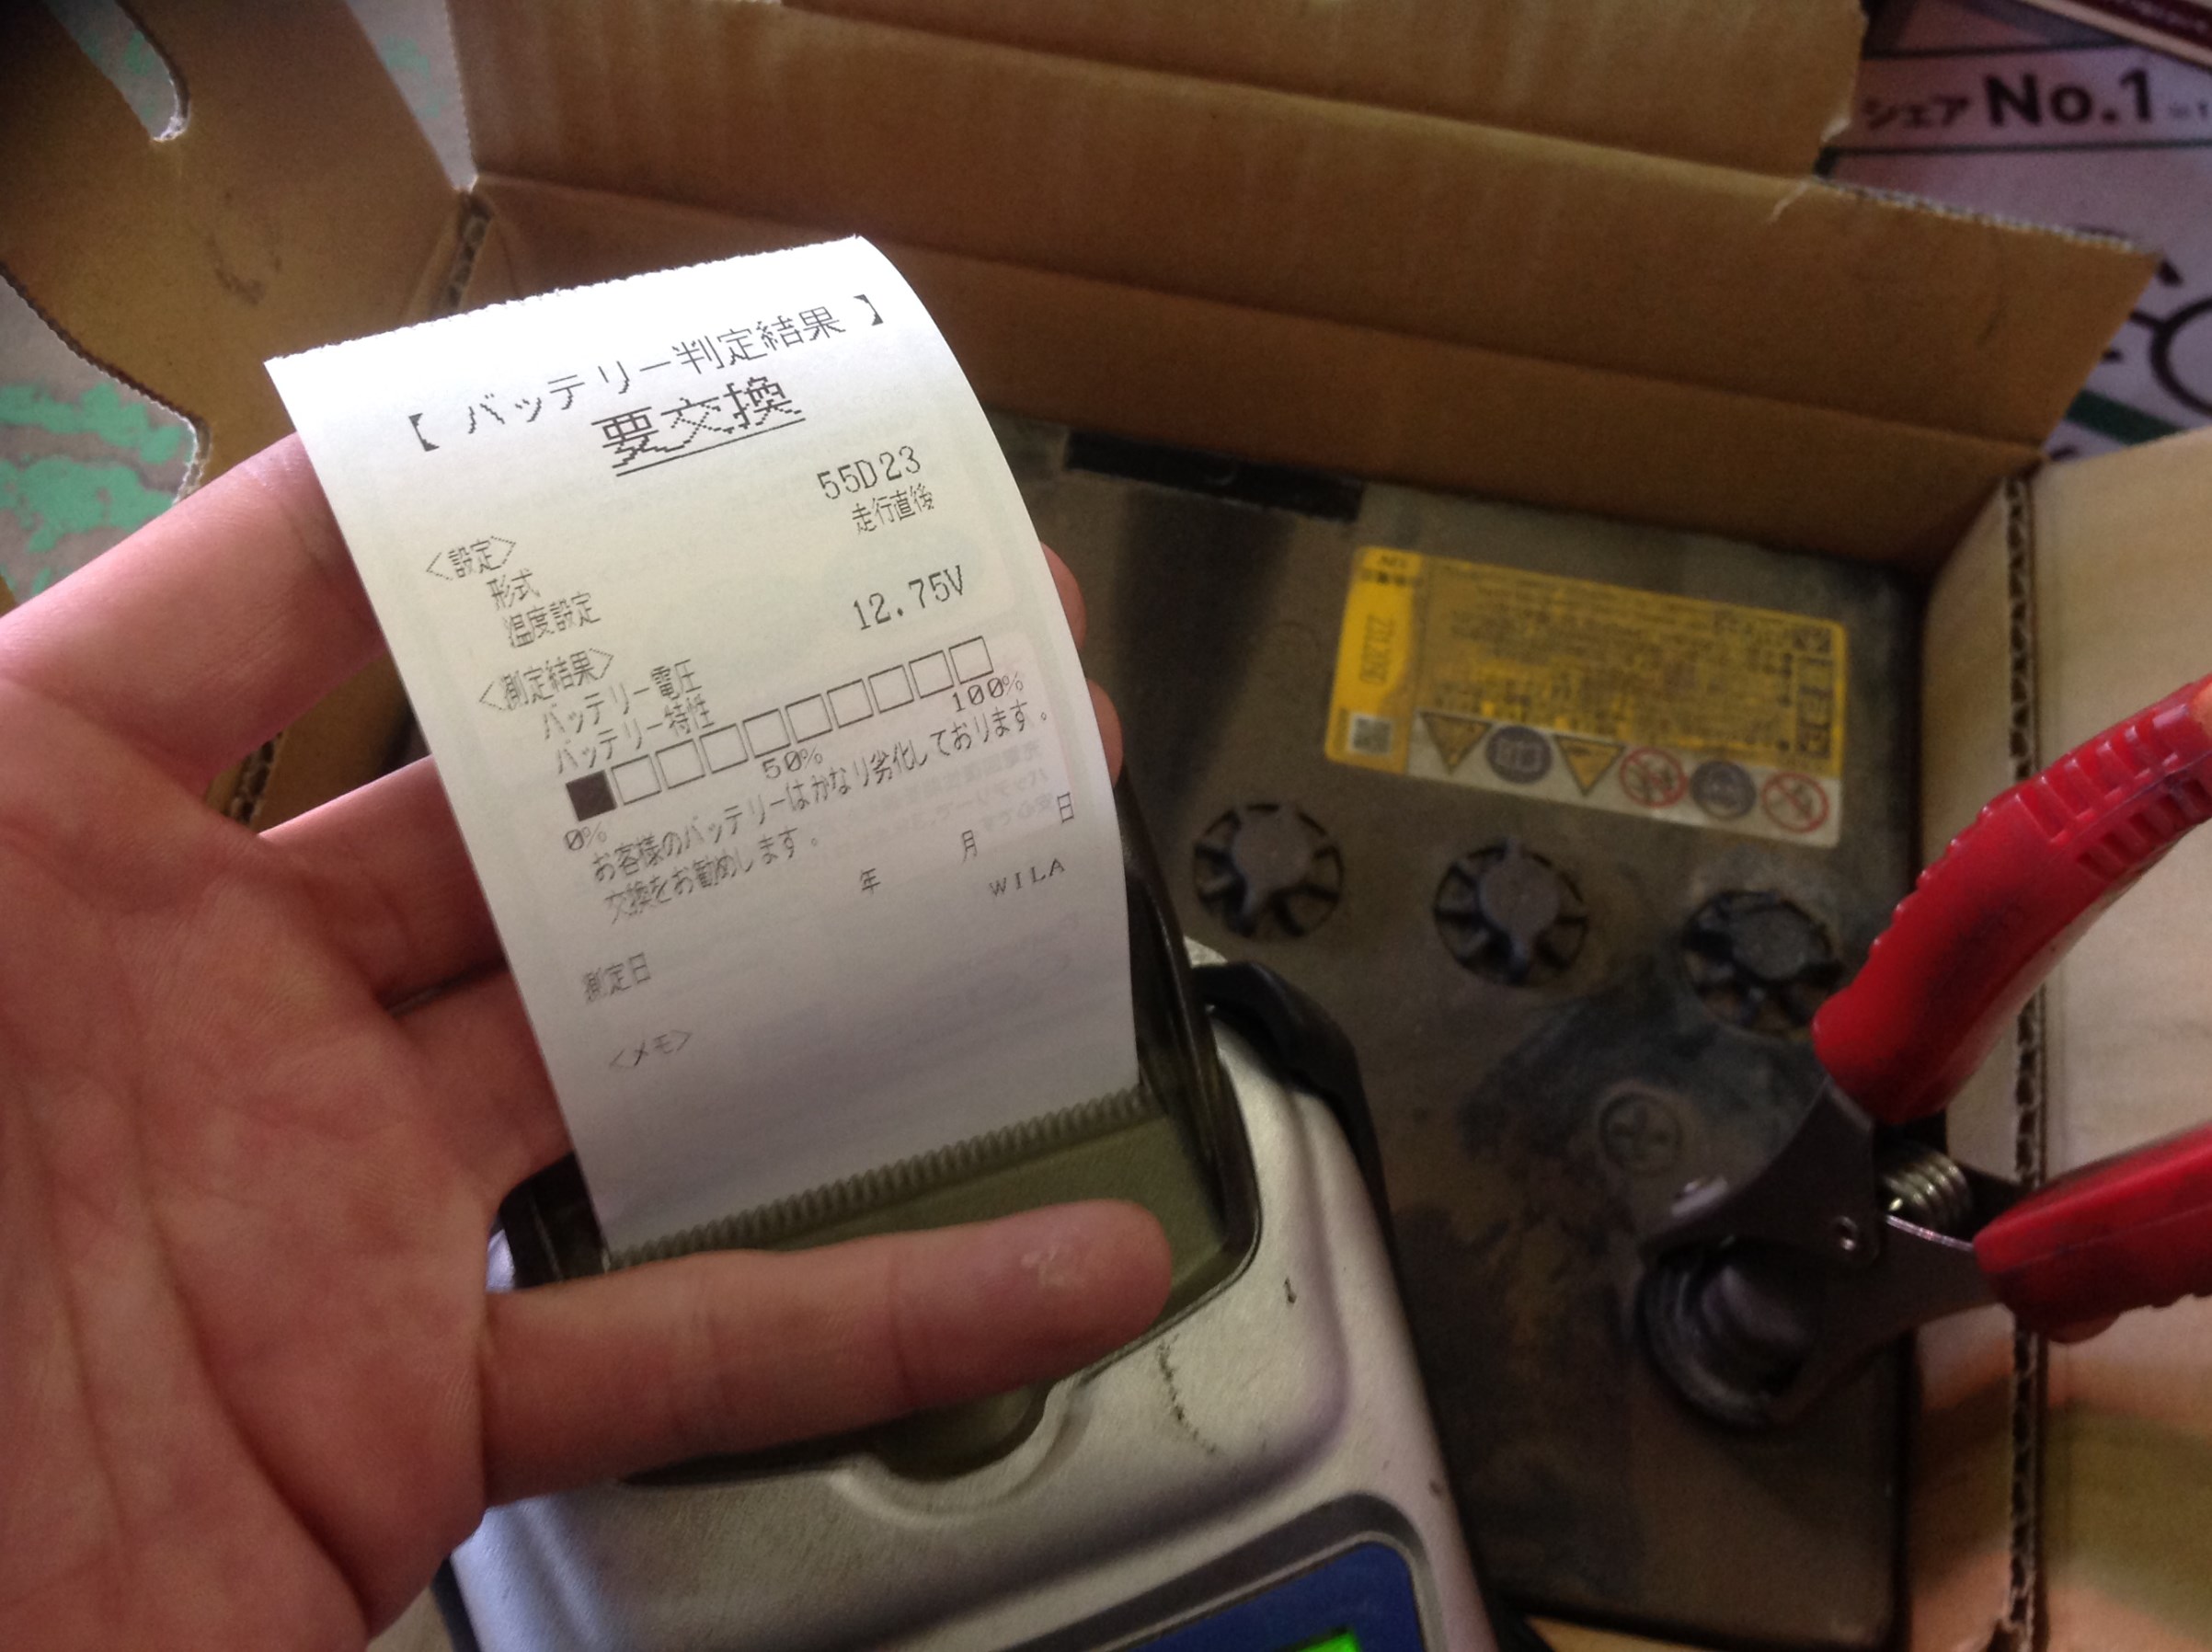 シェア No.1
【 バッテリー判定結果 】
要交換
<設定>
形式 55D23
温度設定 走行直後
<測定結果>
バッテリー電圧 12.75V
バッテリー特性
0% 50% 100%
お客様のバッテリーはかなり劣化しております。
交換をお勧めします。
測定日 年 月 日
WILA
<メモ>